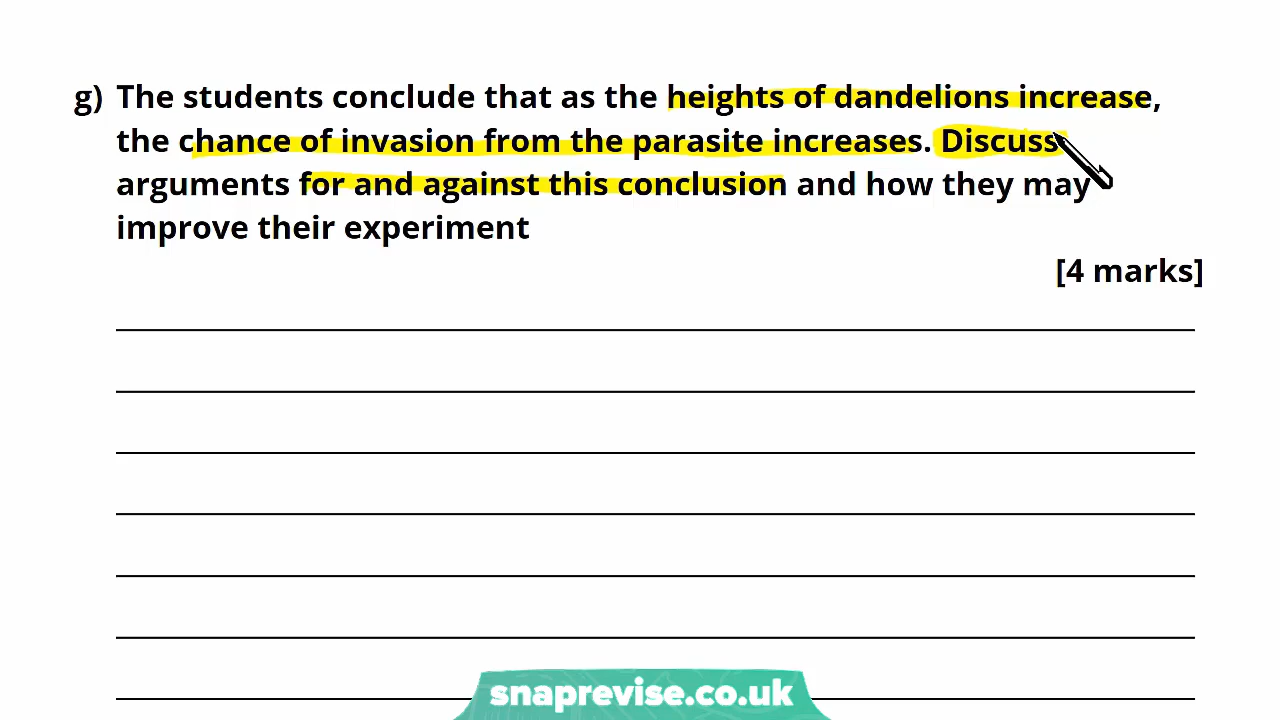 g) The students conclude that as the heights of dandelions increase,
the chance of invasion from the parasite increases. Discuss
arguments for and against this conclusion and how they may
improve their experiment
[4 marks]
snaprevise.co.uk